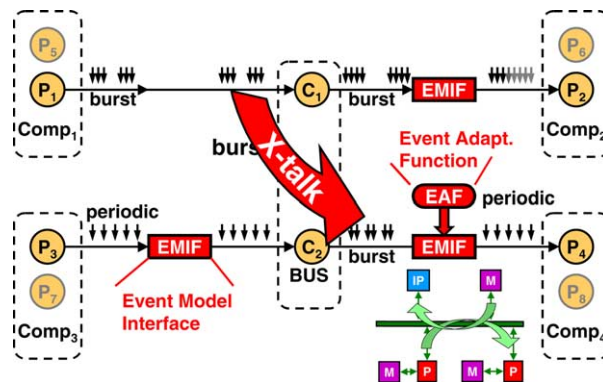 P5
P6
P1
burst
C1
burst
EMIF
P2
Comp1
burs
X-talk
Comp2
Event Adapt.
Function
periodic
EAF
periodic
P3
EMIF
C2
EMIF
P4
BUS
burst
P7
Event Model
Interface
IP
M
P8
Comp3
Comp4
M
P
M
P